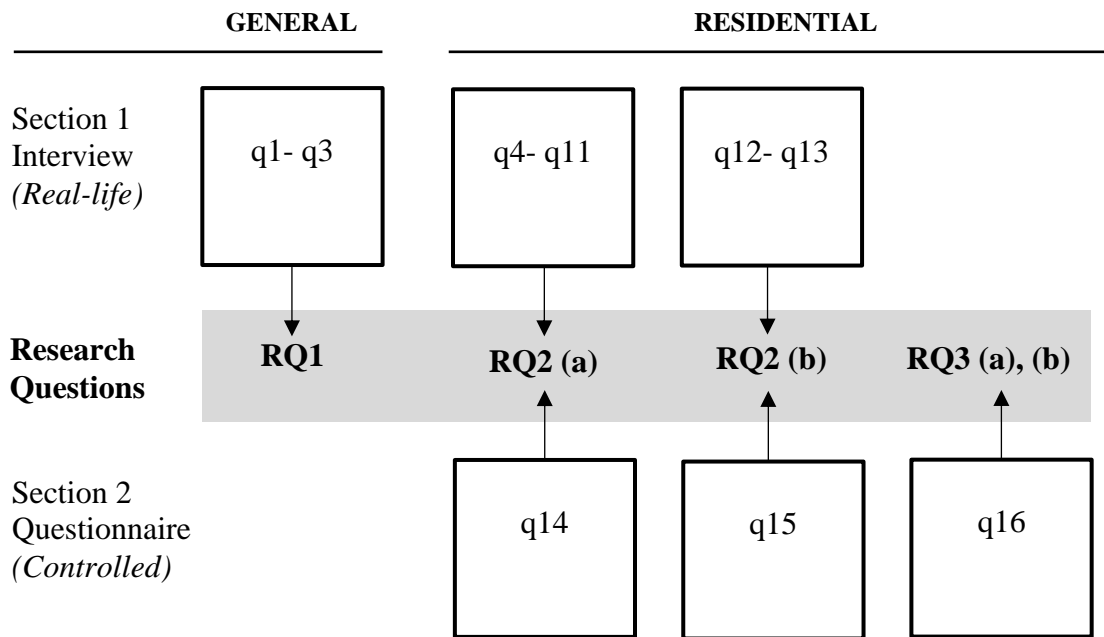 GENERAL
RESIDENTIAL
Section 1
Interview
(Real-life)
q1- q3
q4- q11
q12- q13
Research
Questions
RQ1
RQ2 (a)
RQ2 (b)
RQ3 (a), (b)
Section 2
Questionnaire
(Controlled)
q14
q15
q16